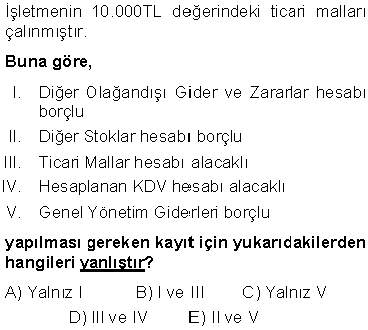 İşletmenin 10.000TL değerindeki ticari malları
çalınmıştır.
Buna göre,
I. Diğer Olağandışı Gider ve Zararlar hesabı
borçlu
II. Diğer Stoklar hesabı borçlu
III. Ticari Mallar hesabı alacaklı
IV. Hesaplanan KDV hesabı alacaklı
V. Genel Yönetim Giderleri borçlu
yapılması gereken kayıt için yukarıdakilerden
hangileri yanlıştır?
A) Yalnız I B) I ve III C) Yalnız V
D) III ve IV E) II ve V